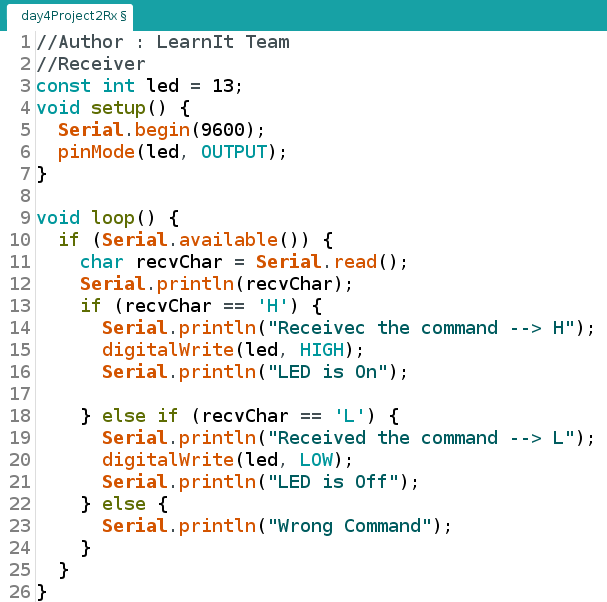 day4Project2Rx §
1 //Author : LearnIt Team
2 //Receiver
3 const int led = 13;
4 void setup() {
5   Serial.begin(9600);
6   pinMode(led, OUTPUT);
7 }
8
9 void loop() {
10   if (Serial.available()) {
11     char recvChar = Serial.read();
12     Serial.println(recvChar);
13     if (recvChar == 'H') {
14       Serial.println("Receivec the command --> H");
15       digitalWrite(led, HIGH);
16       Serial.println("LED is On");
17
18     } else if (recvChar == 'L') {
19       Serial.println("Received the command --> L");
20       digitalWrite(led, LOW);
21       Serial.println("LED is Off");
22     } else {
23       Serial.println("Wrong Command");
24     }
25   }
26 }